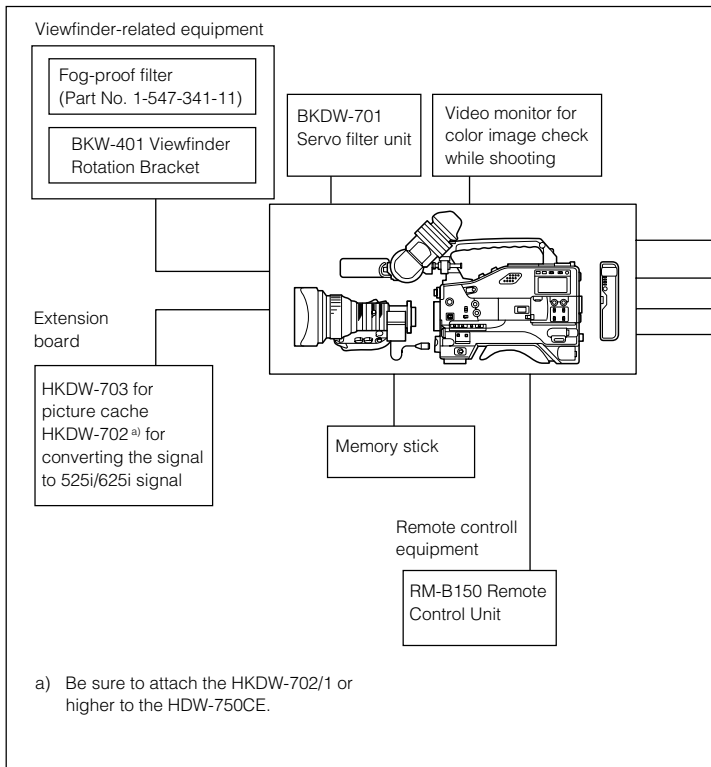 Viewfinder-related equipment
Fog-proof filter
(Part No. 1-547-341-11)
BKW-401 Viewfinder
Rotation Bracket
BKDW-701
Servo filter unit
Video monitor for
color image check
while shooting
Extension
board
HKDW-703 for
picture cache
HKDW-702 a) for
converting the signal
to 525i/625i signal
Memory stick
Remote controll
equipment
RM-B150 Remote
Control Unit
a) Be sure to attach the HKDW-702/1 or
higher to the HDW-750CE.